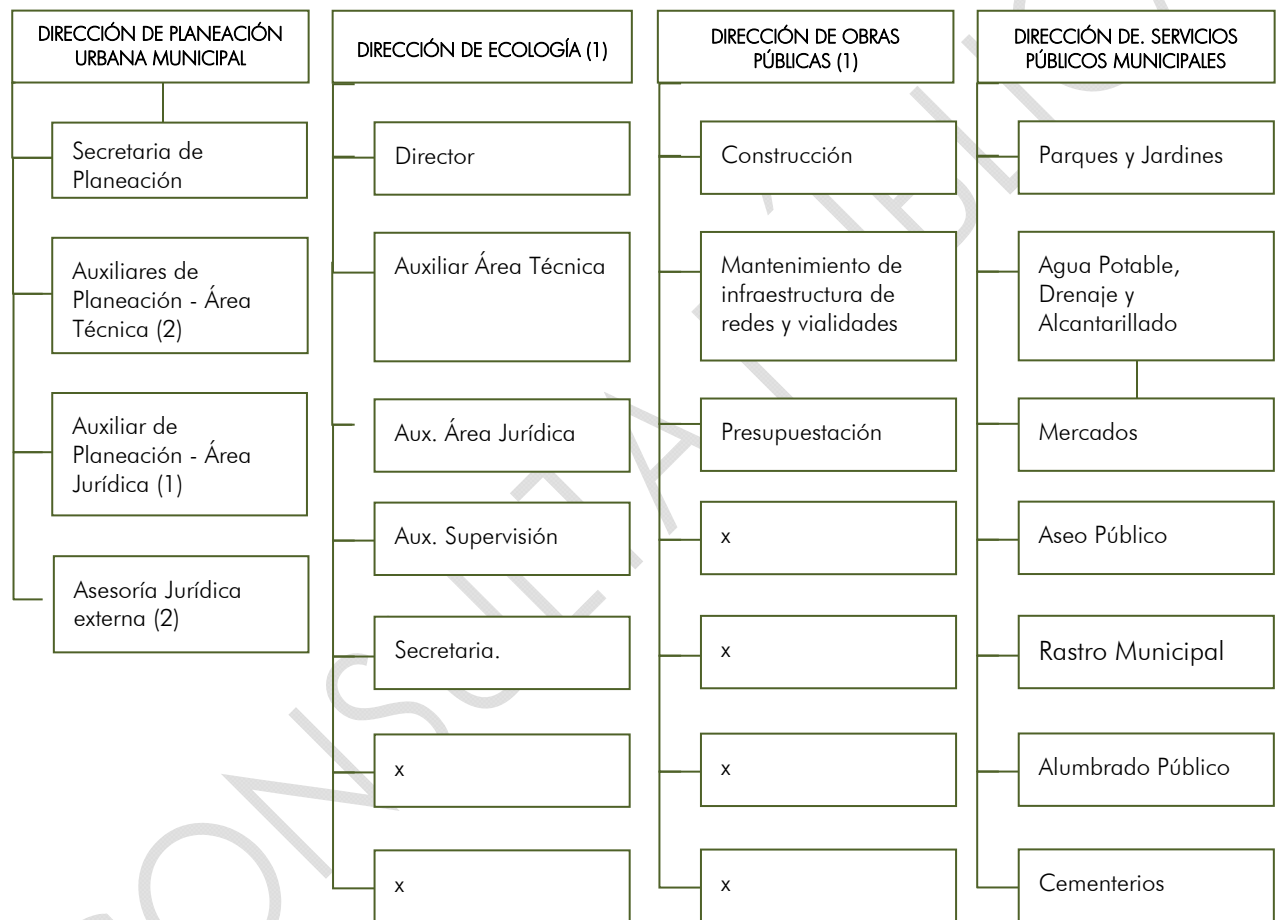 DIRECCIÓN DE PLANEACIÓN
URBANA MUNICIPAL
Secretaria de
Planeación
Auxiliares de
Planeación - Área
Técnica (2)
Auxiliar de
Planeación - Área
Jurídica (1)
Asesoría Jurídica
externa (2)
DIRECCIÓN DE ECOLOGÍA (1)
Director
Auxiliar Área Técnica
Aux. Área Jurídica
Aux. Supervisión
Secretaria.
x
x
DIRECCIÓN DE OBRAS
PÚBLICAS (1)
Construcción
Mantenimiento de
infraestructura de
redes y vialidades
Presupuestación
x
x
x
x
DIRECCIÓN DE. SERVICIOS
PÚBLICOS MUNICIPALES
Parques y Jardines
Agua Potable,
Drenaje y
Alcantarillado
Mercados
Aseo Público
Rastro Municipal
Alumbrado Público
Cementerios
CONSULTA PÚBLICA